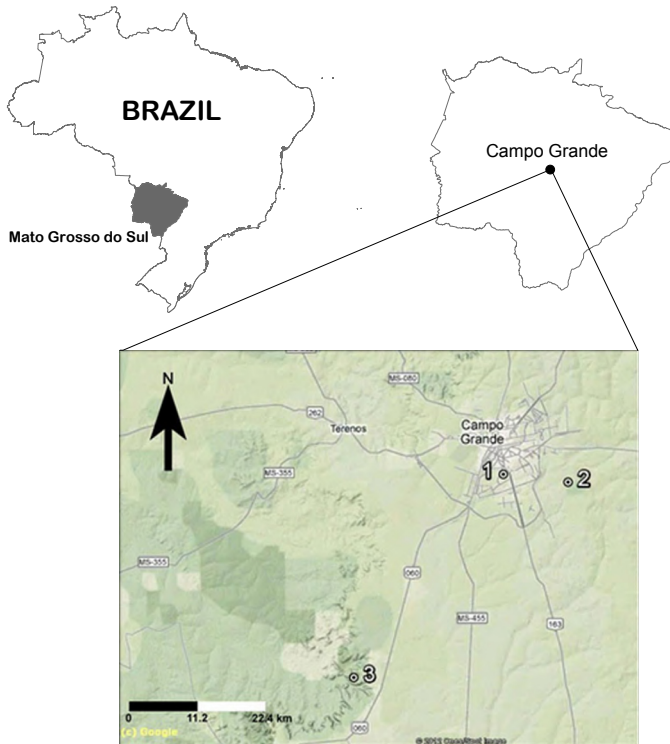 BRAZIL
Mato Grosso do Sul
Campo Grande
N
MS-080
262
Terenos
Campo
Grande
1
2
MS-355
MS-355
060
MS-455
163
3
0 11.2 22.4 km
060
(c) Google